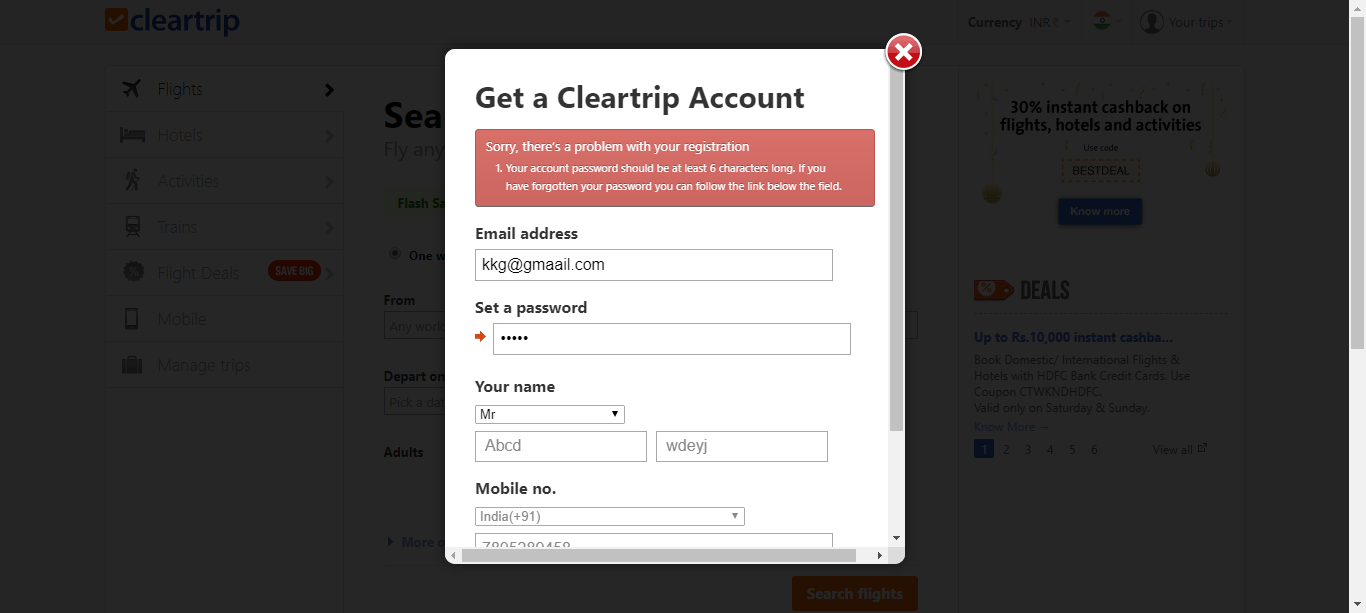 cleartrip
Currency INR ₹
Your trips
Flights
Hotels
Activities
Trains
Flight Deals
SAVE BIG
Mobile
Manage trips
Sea
Fly any
Flash Sa
One w
From
Any world
Depart on
Pick a dat
Adults
More o
Search flights
Get a Cleartrip Account
Sorry, there's a problem with your registration
1. Your account password should be at least 6 characters long. If you
have forgotten your password you can follow the link below the field.
Email address
kkg@gmaail.com
Set a password
•••••
Your name
Mr
Abcd wdeyj
Mobile no.
India(+91)
7895280458
30% instant cashback on
flights, hotels and activities
Use code
BESTDEAL
Know more
% DEALS
Up to Rs.10,000 instant cashba...
Book Domestic/ International Flights &
Hotels with HDFC Bank Credit Cards. Use
Coupon CTWKNDHDFC.
Valid only on Saturday & Sunday.
Know More →
1 2 3 4 5 6 View all